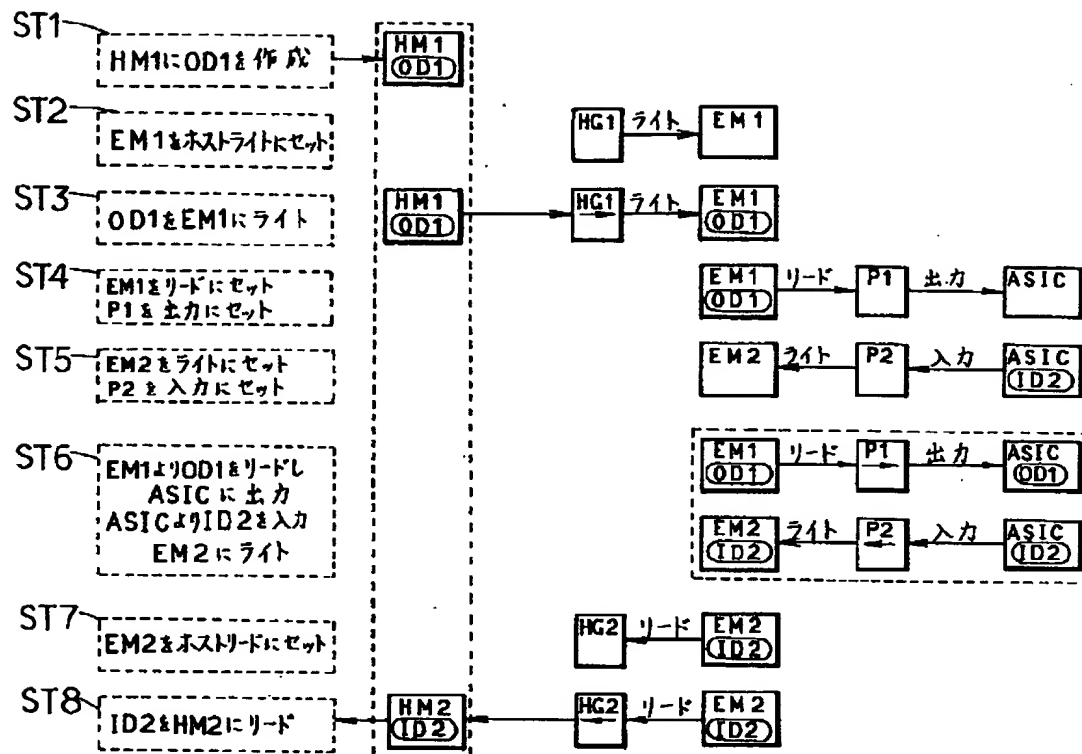 ST1
HM1にOD1を作成
HM1
OD1
ST2
EM1をホストライトにセット
HG1
ライト
EM1
ST3
OD1をEM1にライト
HM1
OD1
HG1
ライト
EM1
OD1
ST4
EM1をリードにセット
P1を出力にセット
EM1
OD1
リード
P1
出力
ASIC
ST5
EM2をライトにセット
P2を入力にセット
EM2
ライト
P2
入力
ASIC
ID2
ST6
EM1よりOD1をリードし
ASICに出力
ASICよりID2を入力
EM2にライト
EM1
OD1
リード
P1
出力
ASIC
OD1
EM2
ID2
ライト
P2
入力
ASIC
ID2
ST7
EM2をホストリードにセット
HG2
リード
EM2
ID2
ST8
ID2をHM2にリード
HM2
ID2
HG2
リード
EM2
ID2